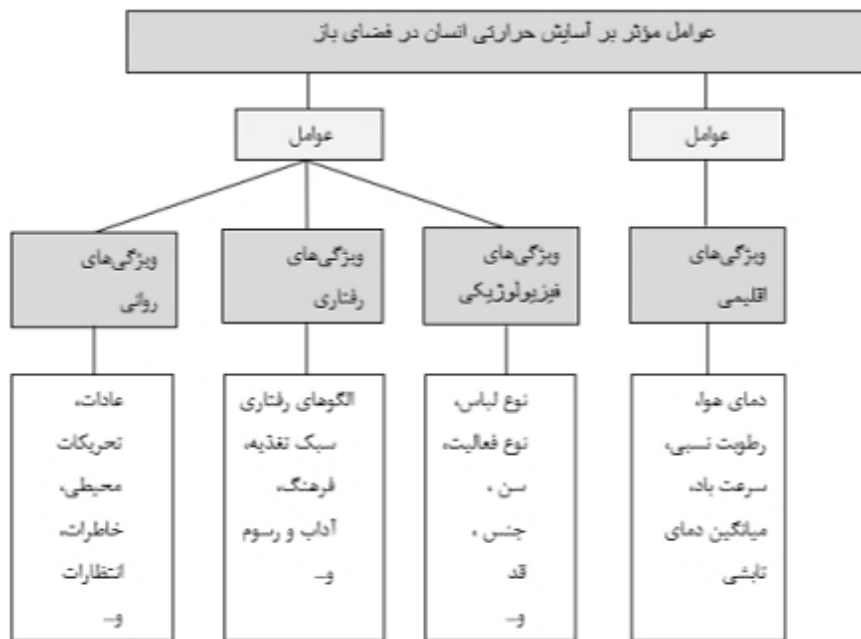 عوامل مؤثر بر آسایش حرارتی انسان در فضای باز
عوامل
عوامل
ویژگی‌های
اقلیمی
ویژگی‌های
فیزیولوژیکی
ویژگی‌های
رفتاری
ویژگی‌های
روانی
دمای هوا،
رطوبت نسبی،
سرعت باد،
میانگین دمای
تابشی
نوع لباس،
نوع فعالیت،
سن ،
جنس ،
قد
و...
الگوهای رفتاری
سبک تغذیه،
فرهنگ،
آداب و رسوم
و...
عادات،
تحریکات
محیطی،
خاطرات،
انتظارات
و...